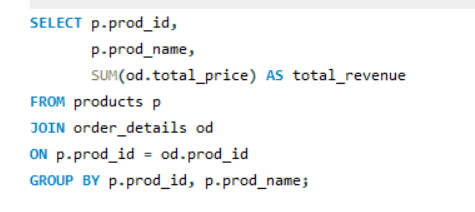 SELECT p.prod_id,
       p.prod_name,
       SUM(od.total_price) AS total_revenue
FROM products p
JOIN order_details od
ON p.prod_id = od.prod_id
GROUP BY p.prod_id, p.prod_name;